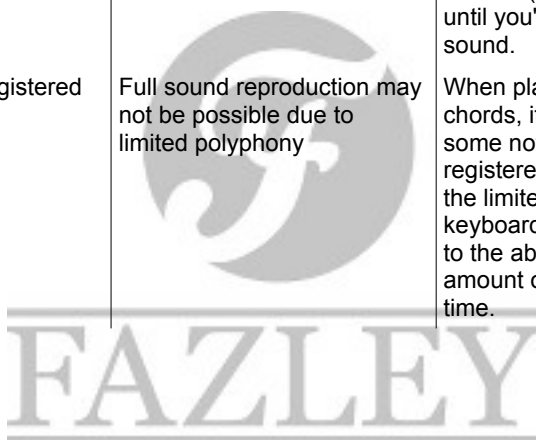 until you'
sound.
gistered
Full sound reproduction may
not be possible due to
limited polyphony
When pla
chords, it
some no
registere
the limite
keyboard
to the ab
amount o
time.
FAZLEY